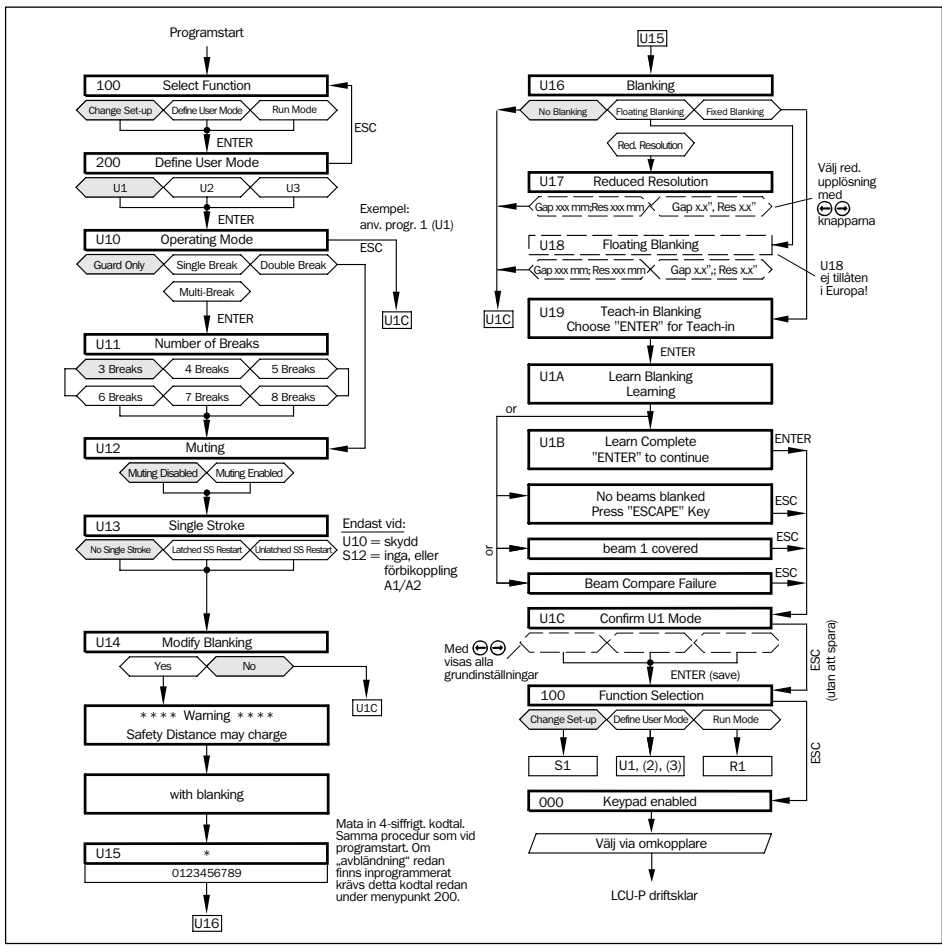 Programstart
100 Select Function
Change Set-up Define User Mode Run Mode
ESC
ENTER
200 Define User Mode
U1 U2 U3
ENTER
Exempel:
anv. progr. 1 (U1)
U10 Operating Mode
ESC
Guard Only Single Break Double Break
Multi-Break
ENTER
U1C
U11 Number of Breaks
3 Breaks 4 Breaks 5 Breaks
6 Breaks 7 Breaks 8 Breaks
U12 Muting
Muting Disabled Muting Enabled
U13 Single Stroke
No Single Stroke Latched SS Restart Unlatched SS Restart
Endast vid:
U10 = skydd
S12 = inga, eller
förbikoppling
A1/A2
U14 Modify Blanking
Yes No
U1C
* * * * Warning * * * *
Safety Distance may charge
with blanking
Mata in 4-siffrigt. kodtal.
Samma procedur som vid
programstart. Om
„avbländning“ redan
finns inprogrammerat
krävs detta kodtal redan
under menypunkt 200.
U15 *
0123456789
U16
U15
U16 Blanking
No Blanking Floating Blanking Fixed Blanking
Red. Resolution
U17 Reduced Resolution
Gap xxx mm;Res xxx mm Gap x.x", Res x.x"
Välj red.
upplösning
med
knapparna
U18 Floating Blanking
Gap xxx mm; Res xxx mm Gap x.x",; Res x.x"
U18
ej tillåten
i Europa!
U1C
U19 Teach-in Blanking
Choose "ENTER" for Teach-in
ENTER
U1A Learn Blanking
Learning
or
U1B Learn Complete
"ENTER" to continue
ENTER
No beams blanked
Press "ESCAPE" Key
ESC
or
beam 1 covered
ESC
Beam Compare Failure
ESC
U1C Confirm U1 Mode
Med
visas alla
grundinställningar
ENTER (save)
ESC
(utan att spara)
100 Function Selection
Change Set-up Define User Mode Run Mode
S1 U1, (2), (3) R1
ESC
000 Keypad enabled
Välj via omkopplare
LCU-P driftsklar